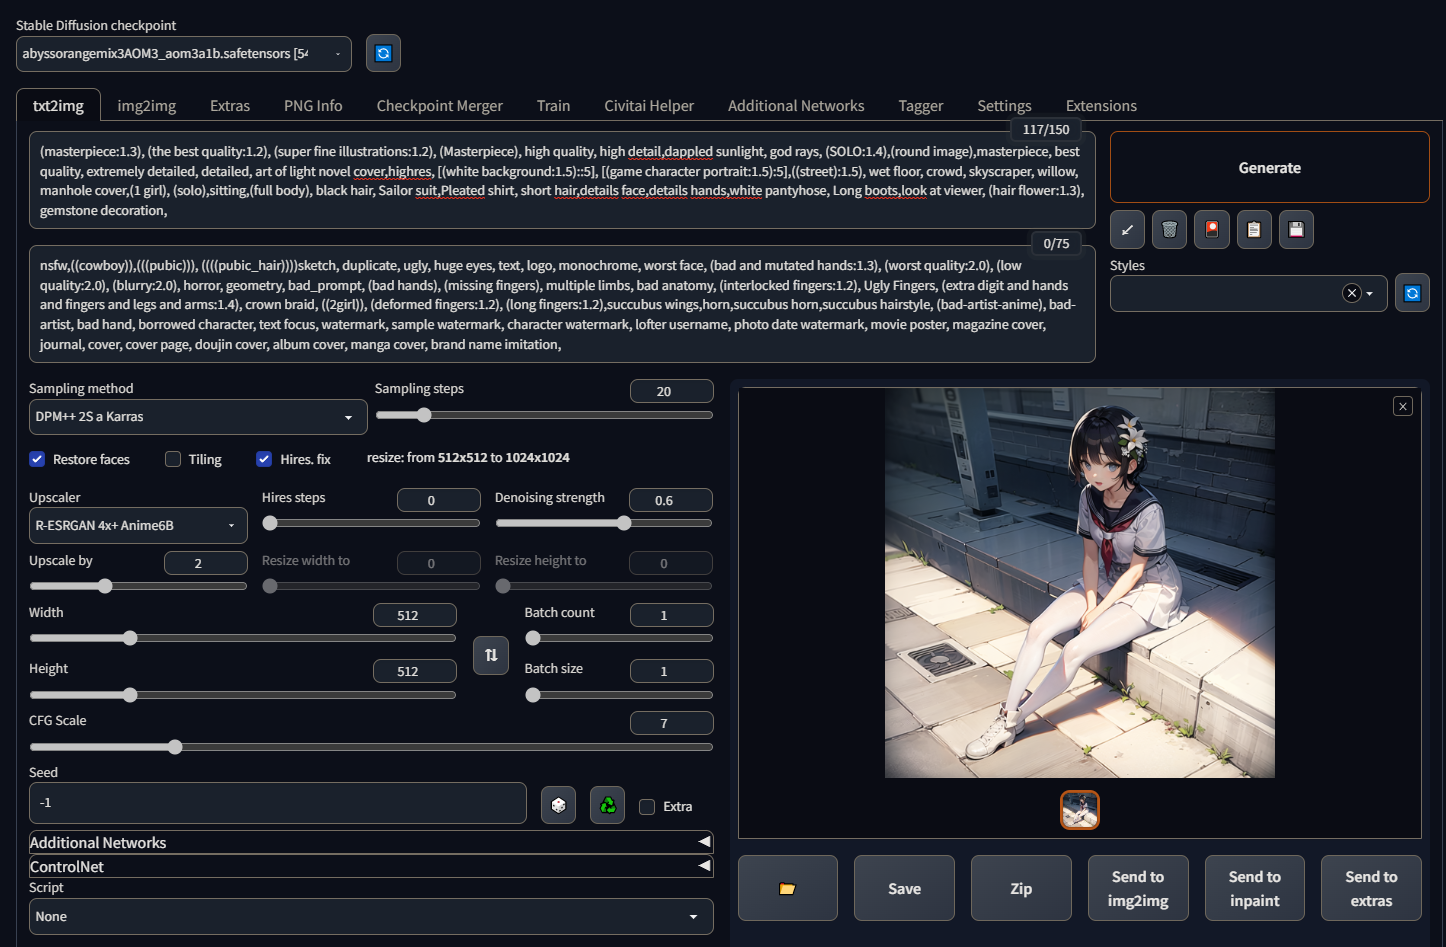 Stable Diffusion checkpoint
abyssorangemix3AOM3_aom3a1b.safetensors [54
txt2img img2img Extras PNG Info Checkpoint Merger Train Civitai Helper Additional Networks Tagger Settings Extensions
117/150
(masterpiece:1.3), (the best quality:1.2), (super fine illustrations:1.2), (Masterpiece), high quality, high detail,dappled sunlight, god rays, (SOLO:1.4),(round image),masterpiece, best
quality, extremely detailed, detailed, art of light novel cover,highres, [(white background:1.5)::5], [(game character portrait:1.5):5],((street):1.5), wet floor, crowd, skyscraper, willow,
manhole cover,(1 girl), (solo),sitting,(full body), black hair, Sailor suit,Pleated shirt, short hair,details face,details hands,white pantyhose, Long boots,look at viewer, (hair flower:1.3),
gemstone decoration,
Generate
0/75
nsfw,((cowboy)),(((pubic))), ((((pubic_hair))))sketch, duplicate, ugly, huge eyes, text, logo, monochrome, worst face, (bad and mutated hands:1.3), (worst quality:2.0), (low
quality:2.0), (blurry:2.0), horror, geometry, bad_prompt, (bad hands), (missing fingers), multiple limbs, bad anatomy, (interlocked fingers:1.2), Ugly Fingers, (extra digit and hands
and fingers and legs and arms:1.4), crown braid, ((2girl)), (deformed fingers:1.2), (long fingers:1.2),succubus wings,horn,succubus horn,succubus hairstyle, (bad-artist-anime), bad-
artist, bad hand, borrowed character, text focus, watermark, sample watermark, character watermark, lofter username, photo date watermark, movie poster, magazine cover,
journal, cover, cover page, doujin cover, album cover, manga cover, brand name imitation,
Styles
Sampling method
DPM++ 2S a Karras
Sampling steps 20
Restore faces Tiling Hires. fix resize: from 512x512 to 1024x1024
Upscaler
R-ESRGAN 4x+ Anime6B
Hires steps 0
Denoising strength 0.6
Upscale by 2
Resize width to 0
Resize height to 0
Width 512
Batch count 1
Height 512
Batch size 1
CFG Scale 7
Seed
-1
Extra
Additional Networks
ControlNet
Script
None
Save
Zip
Send to
img2img
Send to
inpaint
Send to
extras